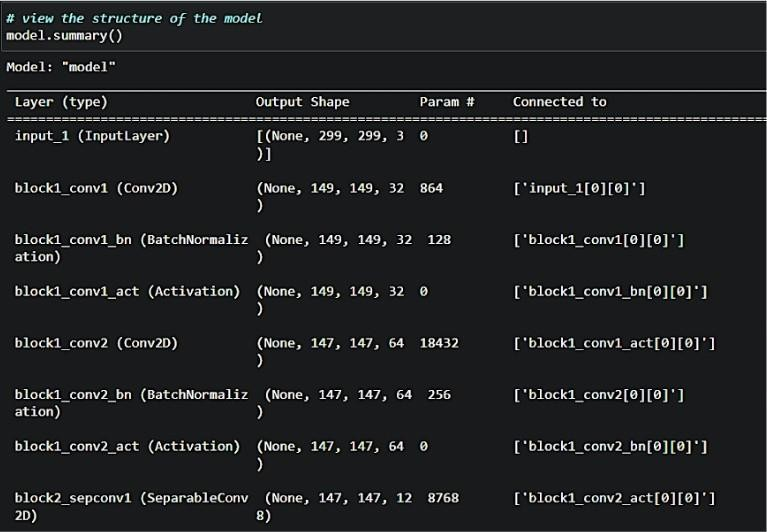 # view the structure of the model
model.summary()
Model: "model"
Layer (type) Output Shape Param # Connected to
==================================================================================================
input_1 (InputLayer) [(None, 299, 299, 3 0 []
)]
block1_conv1 (Conv2D) (None, 149, 149, 32 864 ['input_1[0][0]']
)
block1_conv1_bn (BatchNormaliz (None, 149, 149, 32 128 ['block1_conv1[0][0]']
ation) )
block1_conv1_act (Activation) (None, 149, 149, 32 0 ['block1_conv1_bn[0][0]']
)
block1_conv2 (Conv2D) (None, 147, 147, 64 18432 ['block1_conv1_act[0][0]']
)
block1_conv2_bn (BatchNormaliz (None, 147, 147, 64 256 ['block1_conv2[0][0]']
ation) )
block1_conv2_act (Activation) (None, 147, 147, 64 0 ['block1_conv2_bn[0][0]']
)
block2_sepconv1 (SeparableConv (None, 147, 147, 12 8768 ['block1_conv2_act[0][0]']
2D) 8)